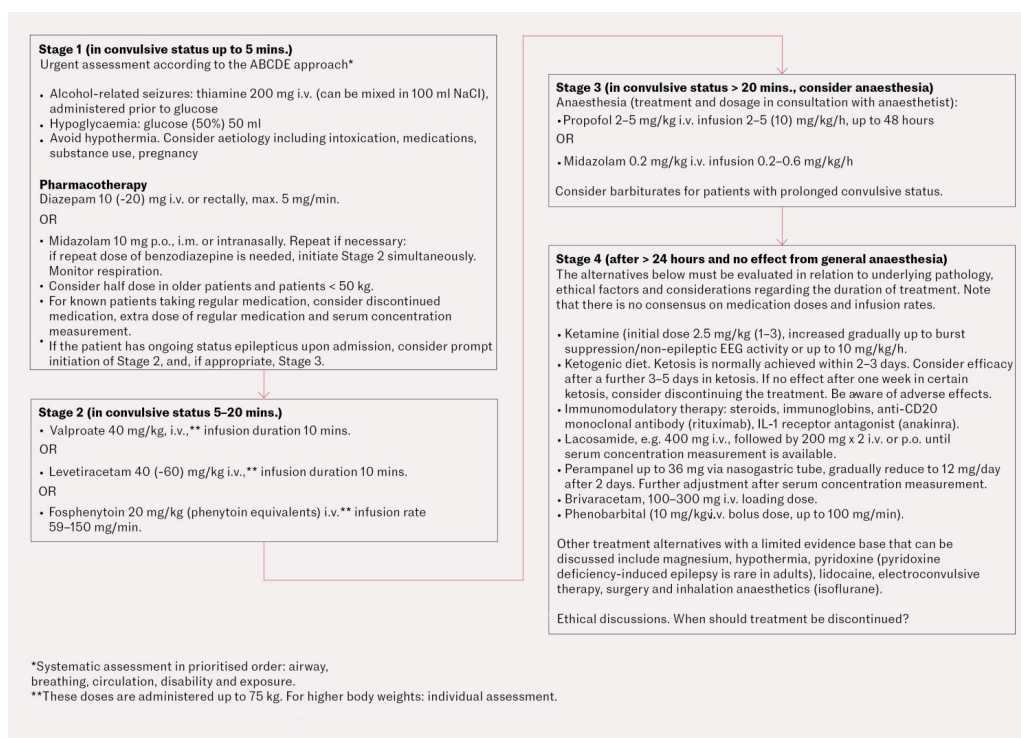 Stage 1 (in convulsive status up to 5 mins.)
Urgent assessment according to the ABCDE approach*
• Alcohol-related seizures: thiamine 200 mg i.v. (can be mixed in 100 ml NaCl),
administered prior to glucose
• Hypoglycaemia: glucose (50%) 50 ml
• Avoid hypothermia. Consider aetiology including intoxication, medications,
substance use, pregnancy
Pharmacotherapy
Diazepam 10 (-20) mg i.v. or rectally, max. 5 mg/min.
OR
• Midazolam 10 mg p.o., i.m. or intranasally. Repeat if necessary:
if repeat dose of benzodiazepine is needed, initiate Stage 2 simultaneously.
Monitor respiration.
• Consider half dose in older patients and patients < 50 kg.
• For known patients taking regular medication, consider discontinued
medication, extra dose of regular medication and serum concentration
measurement.
• If the patient has ongoing status epilepticus upon admission, consider prompt
initiation of Stage 2, and, if appropriate, Stage 3.
Stage 2 (in convulsive status 5–20 mins.)
• Valproate 40 mg/kg, i.v.,** infusion duration 10 mins.
OR
• Levetiracetam 40 (-60) mg/kg i.v.,** infusion duration 10 mins.
OR
• Fosphenytoin 20 mg/kg (phenytoin equivalents) i.v.** infusion rate
59–150 mg/min.
Stage 3 (in convulsive status > 20 mins., consider anaesthesia)
Anaesthesia (treatment and dosage in consultation with anaesthetist):
• Propofol 2–5 mg/kg i.v. infusion 2–5 (10) mg/kg/h, up to 48 hours
OR
• Midazolam 0.2 mg/kg i.v. infusion 0.2–0.6 mg/kg/h
Consider barbiturates for patients with prolonged convulsive status.
Stage 4 (after > 24 hours and no effect from general anaesthesia)
The alternatives below must be evaluated in relation to underlying pathology,
ethical factors and considerations regarding the duration of treatment. Note
that there is no consensus on medication doses and infusion rates.
• Ketamine (initial dose 2.5 mg/kg (1–3), increased gradually up to burst
suppression/non-epileptic EEG activity or up to 10 mg/kg/h.
• Ketogenic diet. Ketosis is normally achieved within 2–3 days. Consider efficacy
after a further 3–5 days in ketosis. If no effect after one week in certain
ketosis, consider discontinuing the treatment. Be aware of adverse effects.
• Immunomodulatory therapy: steroids, immunoglobins, anti-CD20
monoclonal antibody (rituximab), IL-1 receptor antagonist (anakinra).
• Lacosamide, e.g. 400 mg i.v., followed by 200 mg x 2 i.v. or p.o. until
serum concentration measurement is available.
• Perampanel up to 36 mg via nasogastric tube, gradually reduce to 12 mg/day
after 2 days. Further adjustment after serum concentration measurement.
• Brivaracetam, 100–300 mg i.v. loading dose.
• Phenobarbital (10 mg/kg i.v. bolus dose, up to 100 mg/min).
Other treatment alternatives with a limited evidence base that can be
discussed include magnesium, hypothermia, pyridoxine (pyridoxine
deficiency-induced epilepsy is rare in adults), lidocaine, electroconvulsive
therapy, surgery and inhalation anaesthetics (isoflurane).
Ethical discussions. When should treatment be discontinued?
*Systematic assessment in prioritised order: airway,
breathing, circulation, disability and exposure.
**These doses are administered up to 75 kg. For higher body weights: individual assessment.